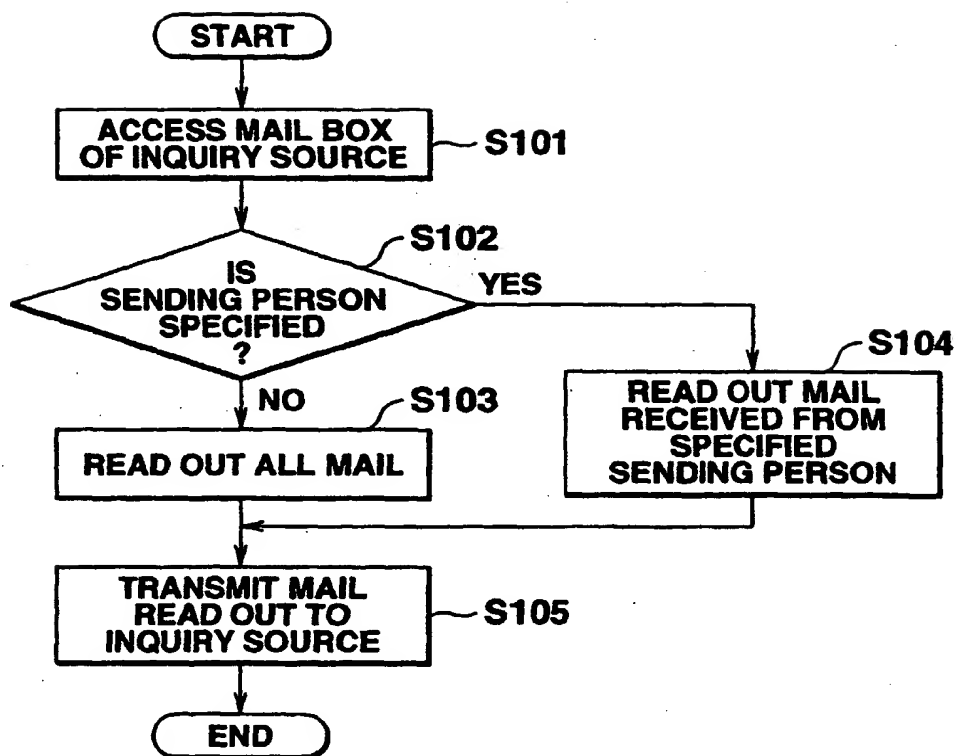 START
ACCESS MAIL BOX
OF INQUIRY SOURCE
S101
S102
IS
SENDING PERSON
SPECIFIED
?
YES
NO
S103
READ OUT ALL MAIL
S104
READ OUT MAIL
RECEIVED FROM
SPECIFIED
SENDING PERSON
TRANSMIT MAIL
READ OUT TO
INQUIRY SOURCE
S105
END